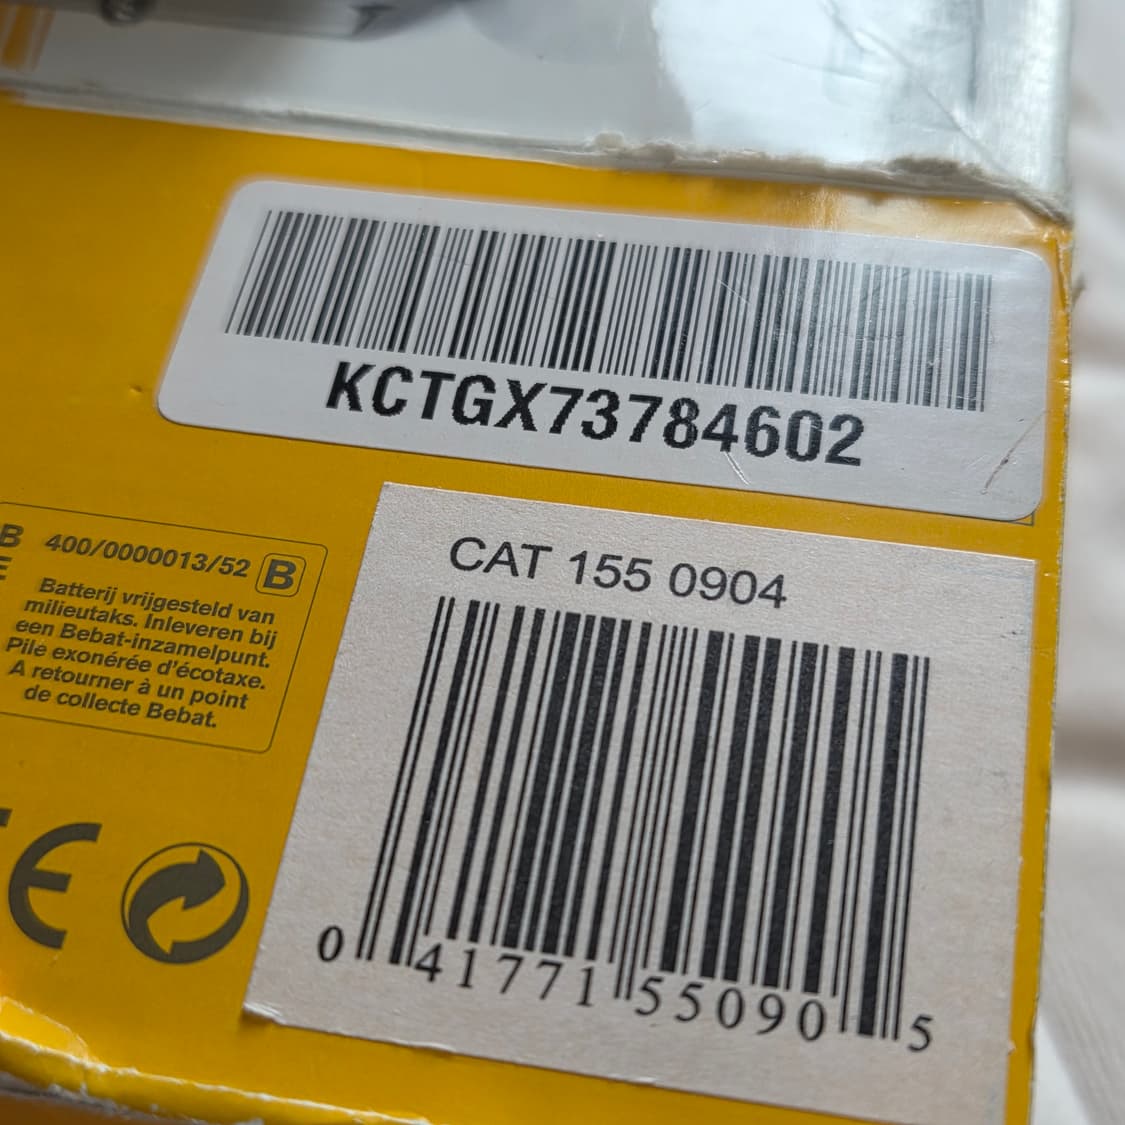 KCTGX73784602
CAT 155 0904
0 41771 55090 5
B
E
400/0000013/52 B
Batterij vrijgesteld van
milieutaks. Inleveren bij
een Bebat-inzamelpunt.
Pile exonérée d'écotaxe.
A retourner à un point
de collecte Bebat.
CE